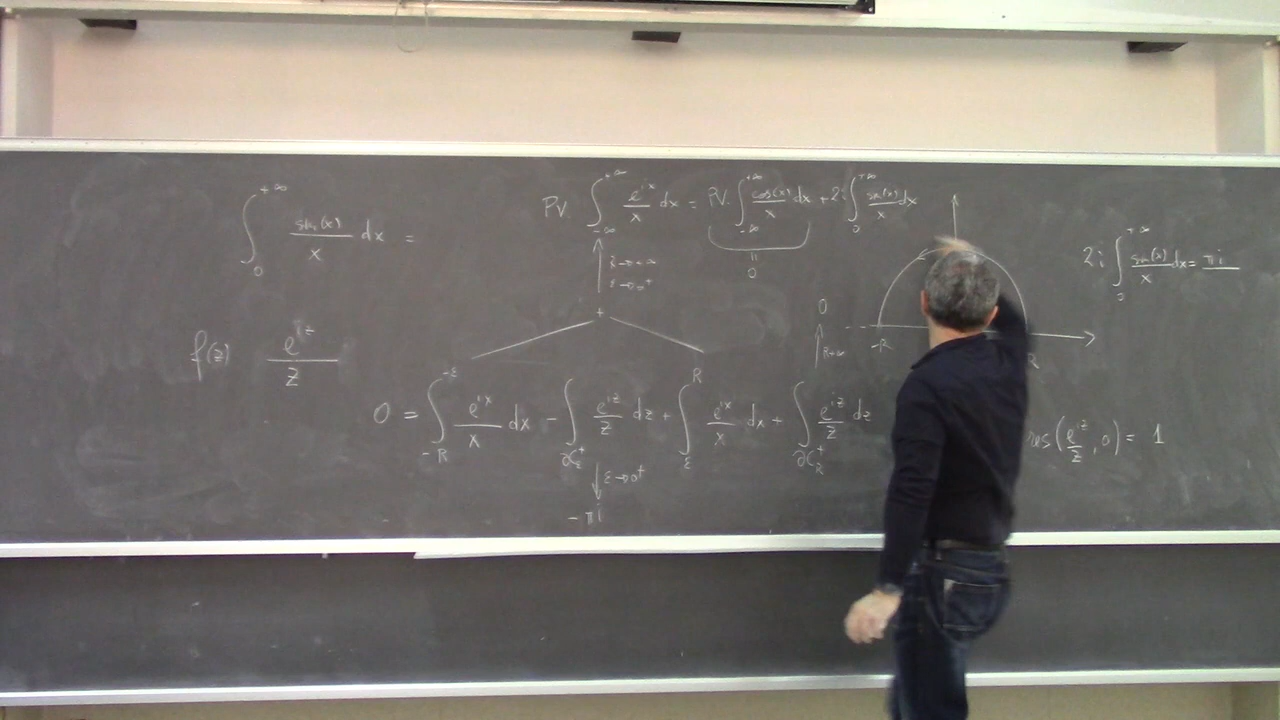 ∫_0^{+∞} sin(x)/x dx =
P.V. ∫_{-∞}^{+∞} e^{ix}/x dx = P.V. ∫_{-∞}^{+∞} cos(x)/x dx + 2i ∫_0^{+∞} sin(x)/x dx
= 0
R→+∞
ε→0⁺
+
2i ∫_0^{+∞} sin(x)/x dx = πi
f(z) e^{iz}/z
0
R→∞
-R
R
0 = ∫_{-R}^{-ε} e^{ix}/x dx - ∫_{∂C_ε^+} e^{iz}/z dz + ∫_ε^R e^{ix}/x dx + ∫_{∂C_R^+} e^{iz}/z dz
res(e^{iz}/z, 0) = 1
ε→0⁺
-πi